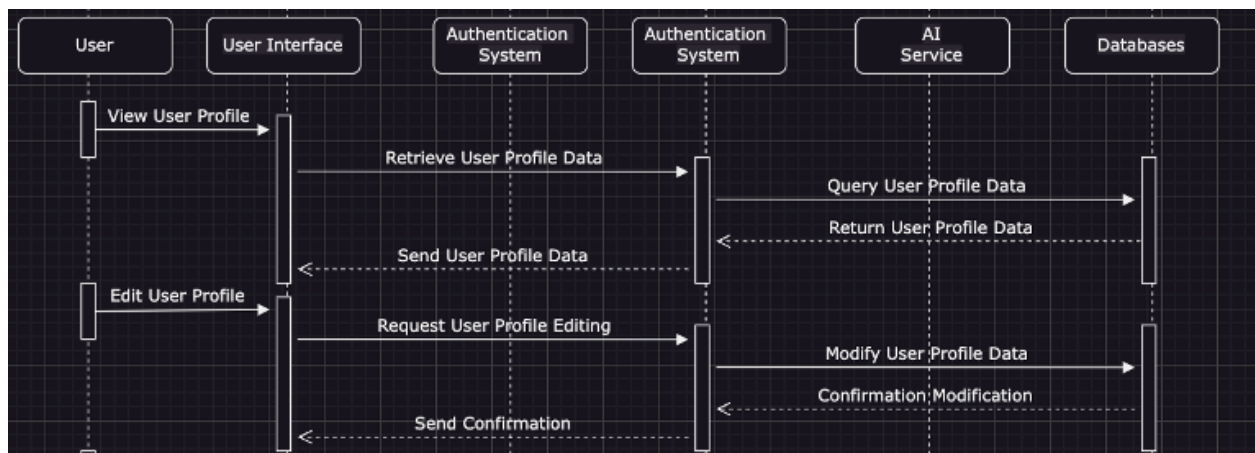 User
User Interface
Authentication
System
Authentication
System
AI
Service
Databases
View User Profile
Retrieve User Profile Data
Query User Profile Data
Return User Profile Data
Send User Profile Data
Edit User Profile
Request User Profile Editing
Modify User Profile Data
Confirmation Modification
Send Confirmation